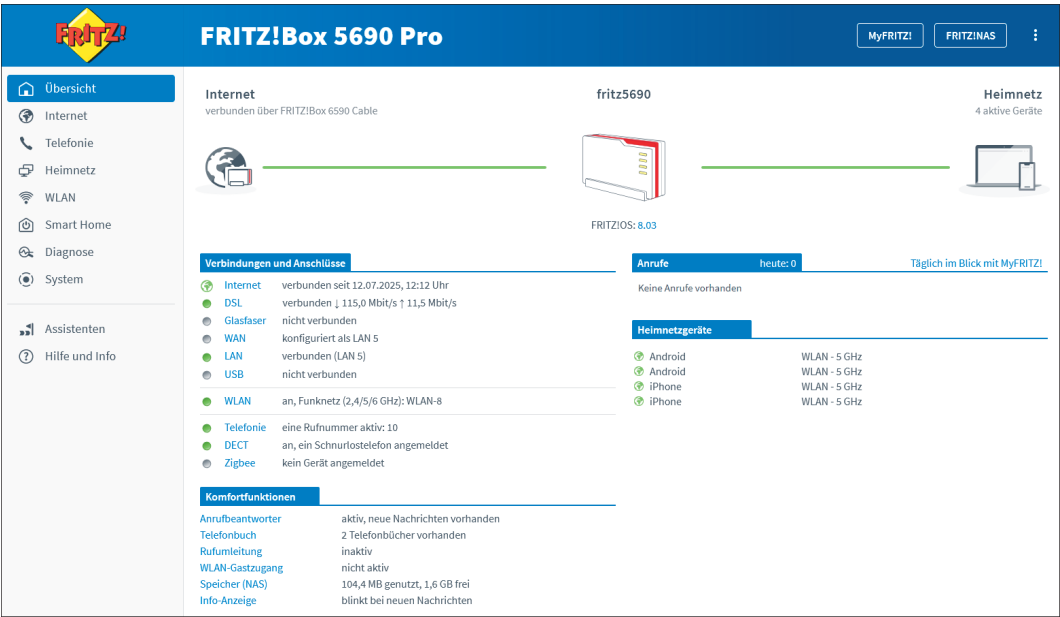 FRITZ!
FRITZ!Box 5690 Pro
MyFRITZ!
FRITZ!NAS
Übersicht
Internet
Telefonie
Heimnetz
WLAN
Smart Home
Diagnose
System
Assistenten
Hilfe und Info
Internet
verbunden über FRITZ!Box 6590 Cable
fritz5690
Heimnetz
4 aktive Geräte
FRITZ!OS: 8.03
Verbindungen und Anschlüsse
Internet verbunden seit 12.07.2025, 12:12 Uhr
DSL verbunden ↓ 115,0 Mbit/s ↑ 11,5 Mbit/s
Glasfaser nicht verbunden
WAN konfiguriert als LAN 5
LAN verbunden (LAN 5)
USB nicht verbunden
WLAN an, Funknetz (2,4/5/6 GHz): WLAN-8
Telefonie eine Rufnummer aktiv: 10
DECT an, ein Schnurlostelefon angemeldet
Zigbee kein Gerät angemeldet
Komfortfunktionen
Anrufbeantworter aktiv, neue Nachrichten vorhanden
Telefonbuch 2 Telefonbücher vorhanden
Rufumleitung inaktiv
WLAN-Gastzugang nicht aktiv
Speicher (NAS) 104,4 MB genutzt, 1,6 GB frei
Info-Anzeige blinkt bei neuen Nachrichten
Anrufe heute: 0 Täglich im Blick mit MyFRITZ!
Keine Anrufe vorhanden
Heimnetzgeräte
Android WLAN - 5 GHz
Android WLAN - 5 GHz
iPhone WLAN - 5 GHz
iPhone WLAN - 5 GHz